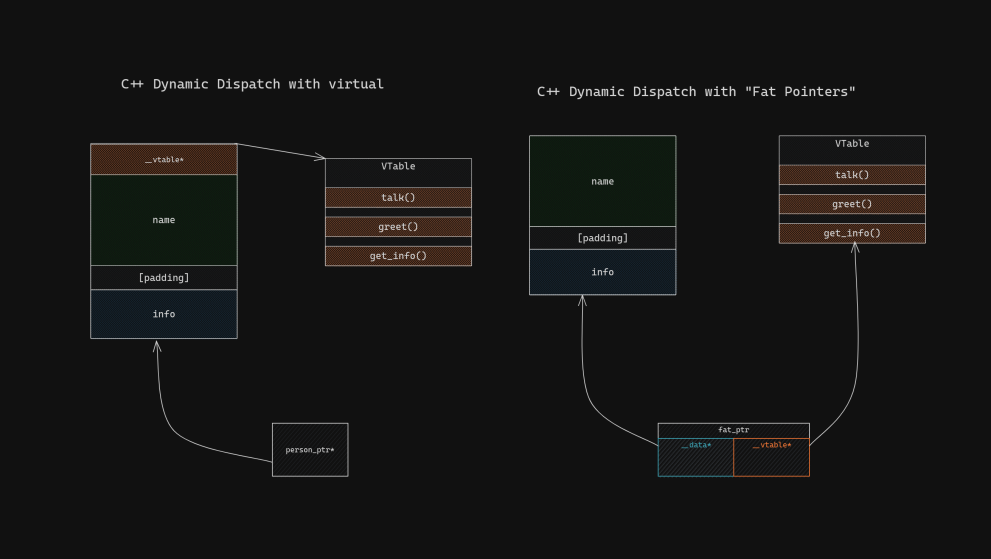 C++ Dynamic Dispatch with virtual
__vtable*
name
[padding]
info
VTable
talk()
greet()
get_info()
person_ptr*
C++ Dynamic Dispatch with "Fat Pointers"
name
[padding]
info
VTable
talk()
greet()
get_info()
fat_ptr
__data*
__vtable*